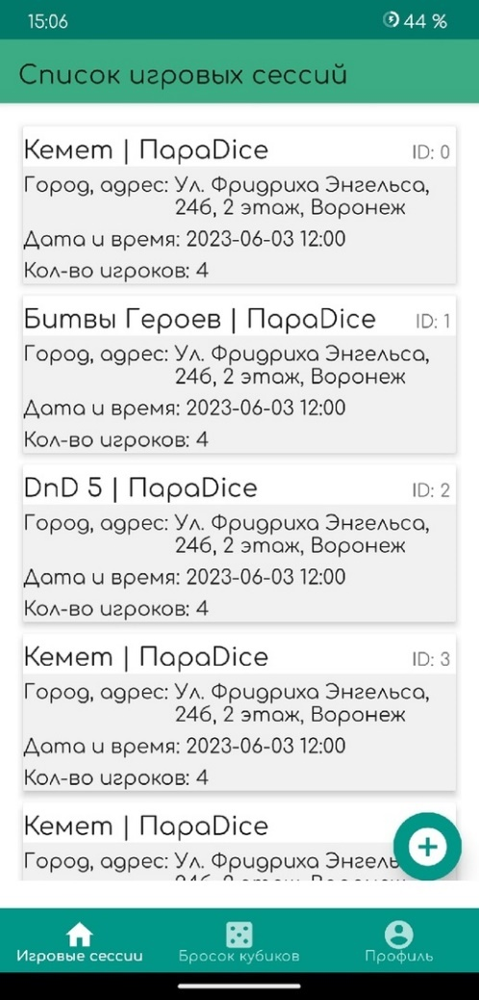 15:06
44 %
Список игровых сессий
Кемет | ПараDice
ID: 0
Город, адрес: Ул. Фридриха Энгельса,
24б, 2 этаж, Воронеж
Дата и время: 2023-06-03 12:00
Кол-во игроков: 4
Битвы Героев | ПараDice
ID: 1
Город, адрес: Ул. Фридриха Энгельса,
24б, 2 этаж, Воронеж
Дата и время: 2023-06-03 12:00
Кол-во игроков: 4
DnD 5 | ПараDice
ID: 2
Город, адрес: Ул. Фридриха Энгельса,
24б, 2 этаж, Воронеж
Дата и время: 2023-06-03 12:00
Кол-во игроков: 4
Кемет | ПараDice
ID: 3
Город, адрес: Ул. Фридриха Энгельса,
24б, 2 этаж, Воронеж
Дата и время: 2023-06-03 12:00
Кол-во игроков: 4
Кемет | ПараDice
Город, адрес: Ул. Фридриха
Игровые сессии
Бросок кубиков
Профиль